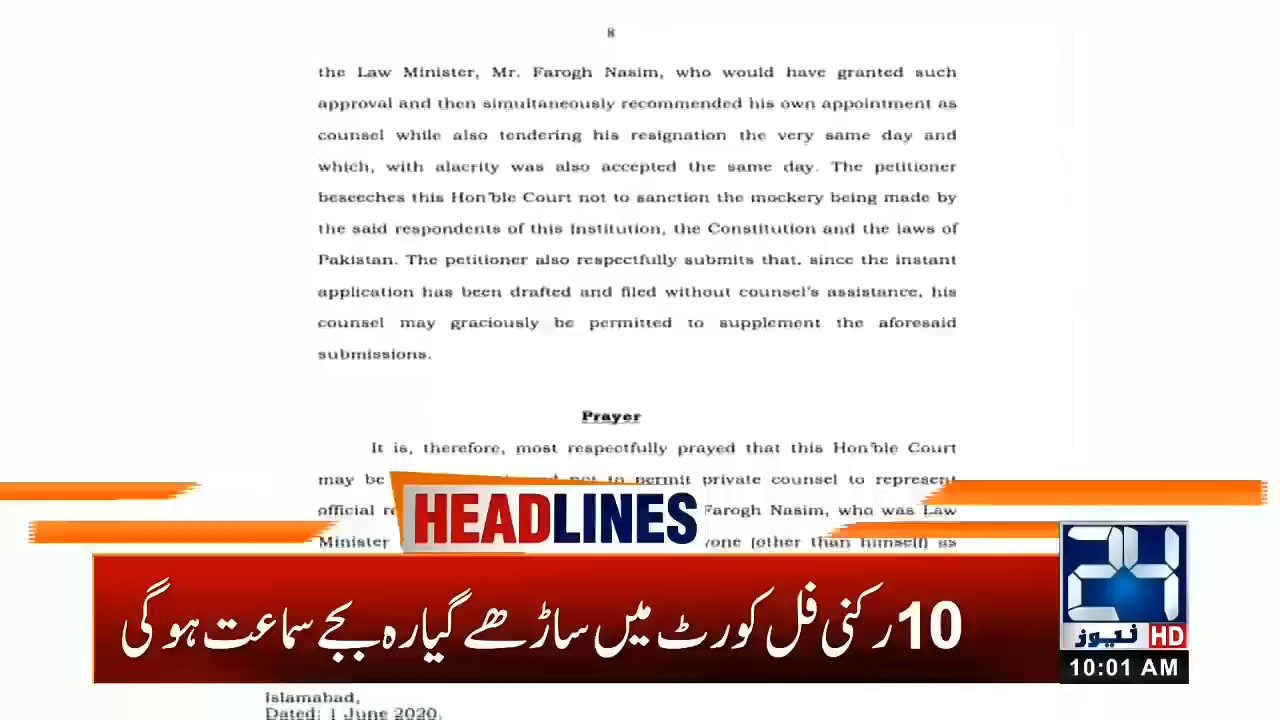 8
the Law Minister, Mr. Farogh Nasim, who would have granted such
approval and then simultaneously recommended his own appointment as
counsel while also tendering his resignation the very same day and
which, with alacrity was also accepted the same day. The petitioner
beseeches this Hon'ble Court not to sanction the mockery being made by
the said respondents of this Institution, the Constitution and the laws of
Pakistan. The petitioner also respectfully submits that, since the instant
application has been drafted and filed without counsel's assistance, his
counsel may graciously be permitted to supplement the aforesaid
submissions.
Prayer
It is, therefore, most respectfully prayed that this Hon'ble Court
may be not to permit private counsel to represent
official Farogh Nasim, who was Law
Minister (other than himself) as
HEADLINES
10 رکنی فل کورٹ میں ساڑھے گیارہ بجے سماعت ہوگی
24
نیوز HD
10:01 AM
Islamabad,
Dated: 1 June 2020.